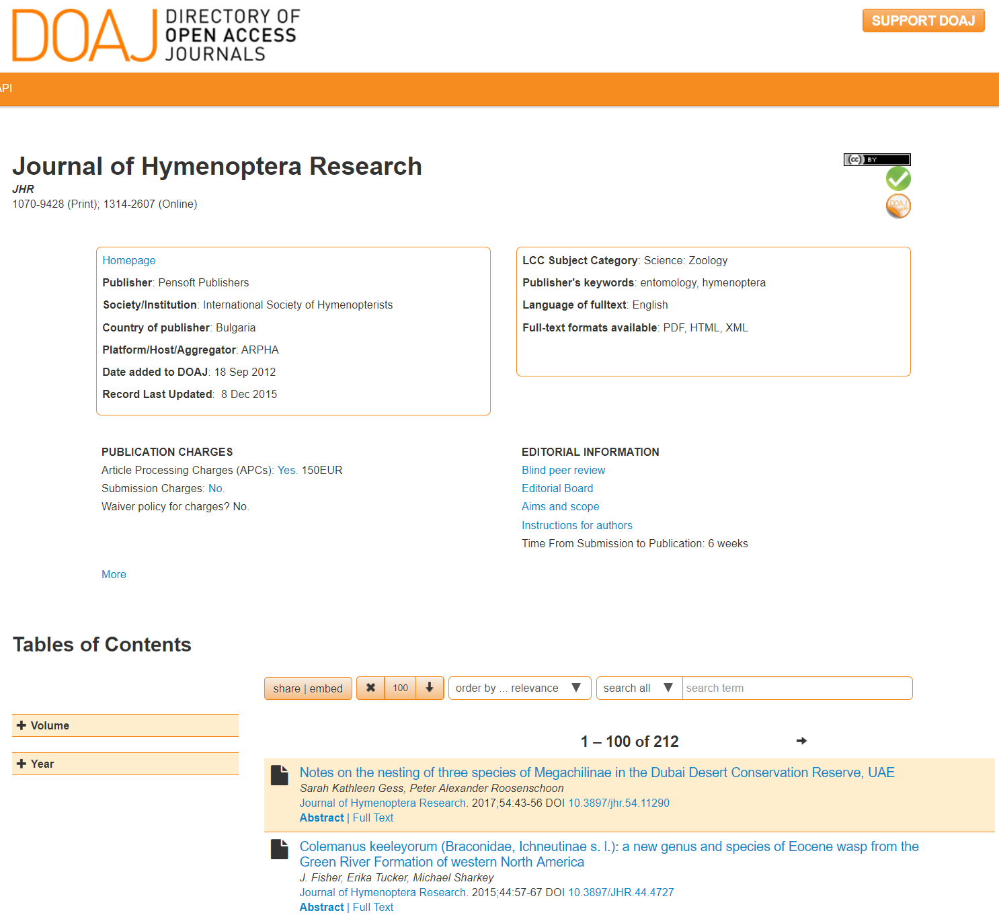 DOAJ
DIRECTORY OF
OPEN ACCESS
JOURNALS
SUPPORT DOAJ
API
Journal of Hymenoptera Research
JHR
1070-9428 (Print); 1314-2607 (Online)
(cc) BY
DOAJ
Homepage
Publisher: Pensoft Publishers
Society/Institution: International Society of Hymenopterists
Country of publisher: Bulgaria
Platform/Host/Aggregator: ARPHA
Date added to DOAJ: 18 Sep 2012
Record Last Updated: 8 Dec 2015
LCC Subject Category: Science: Zoology
Publisher's keywords: entomology, hymenoptera
Language of fulltext: English
Full-text formats available: PDF, HTML, XML
PUBLICATION CHARGES
Article Processing Charges (APCs): Yes. 150EUR
Submission Charges: No.
Waiver policy for charges? No.
More
EDITORIAL INFORMATION
Blind peer review
Editorial Board
Aims and scope
Instructions for authors
Time From Submission to Publication: 6 weeks
Tables of Contents
share | embed
100
order by ... relevance
search all
search term
Volume
Year
1 – 100 of 212
Notes on the nesting of three species of Megachilinae in the Dubai Desert Conservation Reserve, UAE
Sarah Kathleen Gess, Peter Alexander Roosenschoon
Journal of Hymenoptera Research. 2017;54:43-56 DOI 10.3897/jhr.54.11290
Abstract | Full Text
Colemanus keeleyorum (Braconidae, Ichneutinae s. l.): a new genus and species of Eocene wasp from the
Green River Formation of western North America
J. Fisher, Erika Tucker, Michael Sharkey
Journal of Hymenoptera Research. 2015;44:57-67 DOI 10.3897/JHR.44.4727
Abstract | Full Text